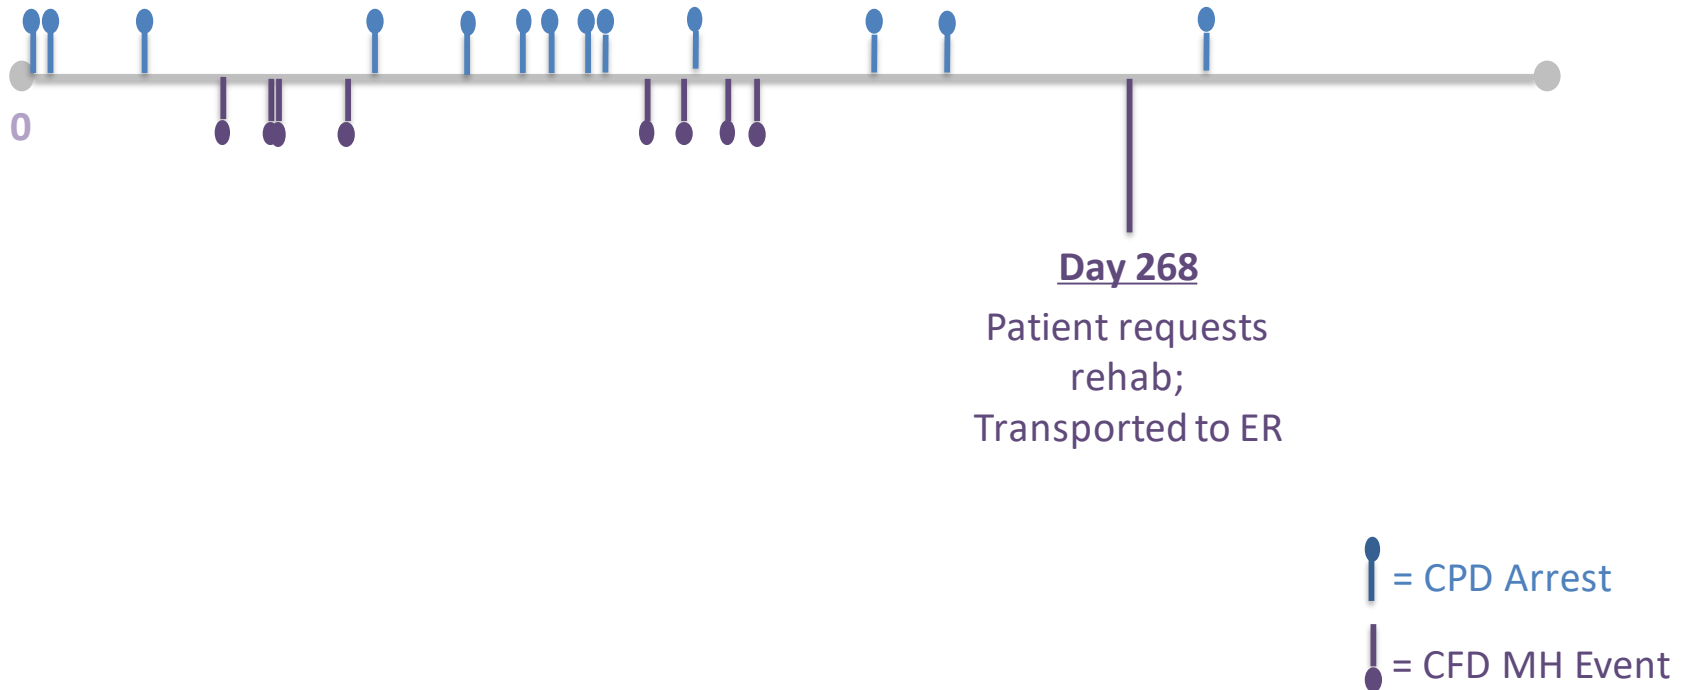 0
Day 268
Patient requests
rehab;
Transported to ER
= CPD Arrest
= CFD MH Event